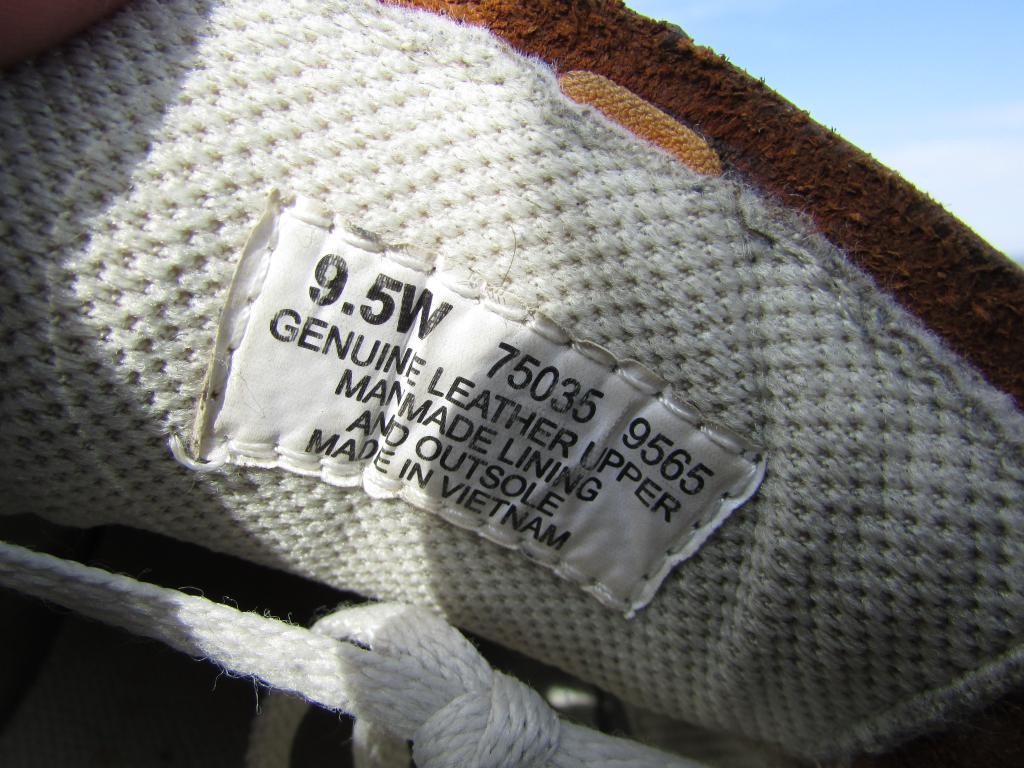 9.5W 75035 9565
GENUINE LEATHER UPPER
MANMADE LINING
AND OUTSOLE
MADE IN VIETNAM